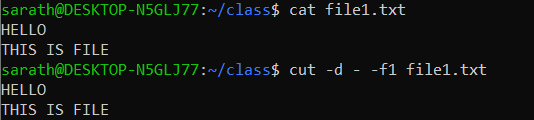 sarath@DESKTOP-N5GLJ77:~/class$ cat file1.txt
HELLO
THIS IS FILE
sarath@DESKTOP-N5GLJ77:~/class$ cut -d - -f1 file1.txt
HELLO
THIS IS FILE